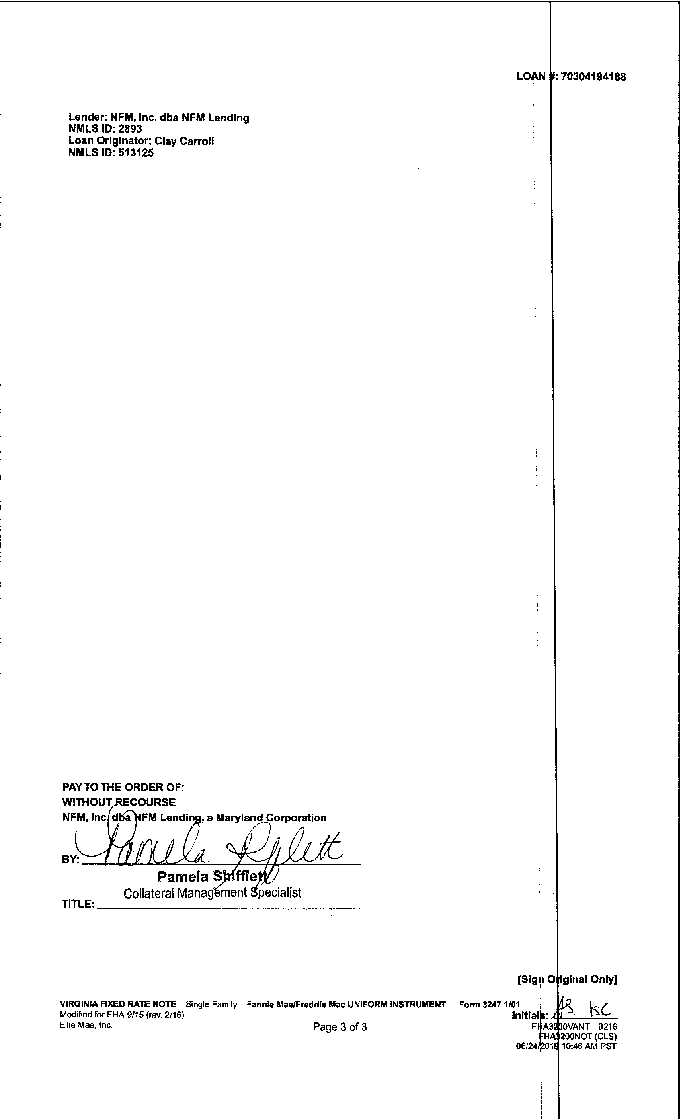 LOAN #: 70304194188
Lender: NFM, Inc. dba NFM Lending
NMLS ID: 2893
Loan Originator: Clay Carroll
NMLS ID: 513125
PAY TO THE ORDER OF:
WITHOUT RECOURSE
NFM, Inc. dba NFM Lending, a Maryland Corporation
BY: Pamela Shifflett
Pamela Shifflett
Collateral Management Specialist
TITLE:
[Sign Original Only]
VIRGINIA FIXED RATE NOTE Single Family Fannie Mae/Freddie Mac UNIFORM INSTRUMENT Form 3247 1/01
Modified for FHA 9/15 (rev. 2/16)
Initials: KC
Ellie Mae, Inc.
Page 3 of 3
FHA3200VANT 0216
FHA3200NOT (CLS)
06/24/2016 10:46 AM PST